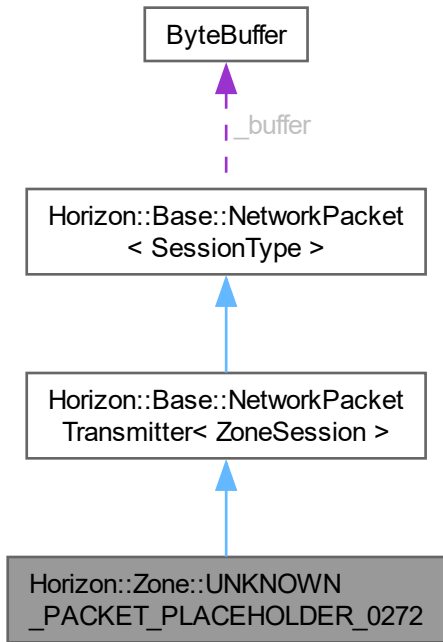 ByteBuffer
_buffer
Horizon::Base::NetworkPacket
< SessionType >
Horizon::Base::NetworkPacket
Transmitter< ZoneSession >
Horizon::Zone::UNKNOWN
_PACKET_PLACEHOLDER_0272